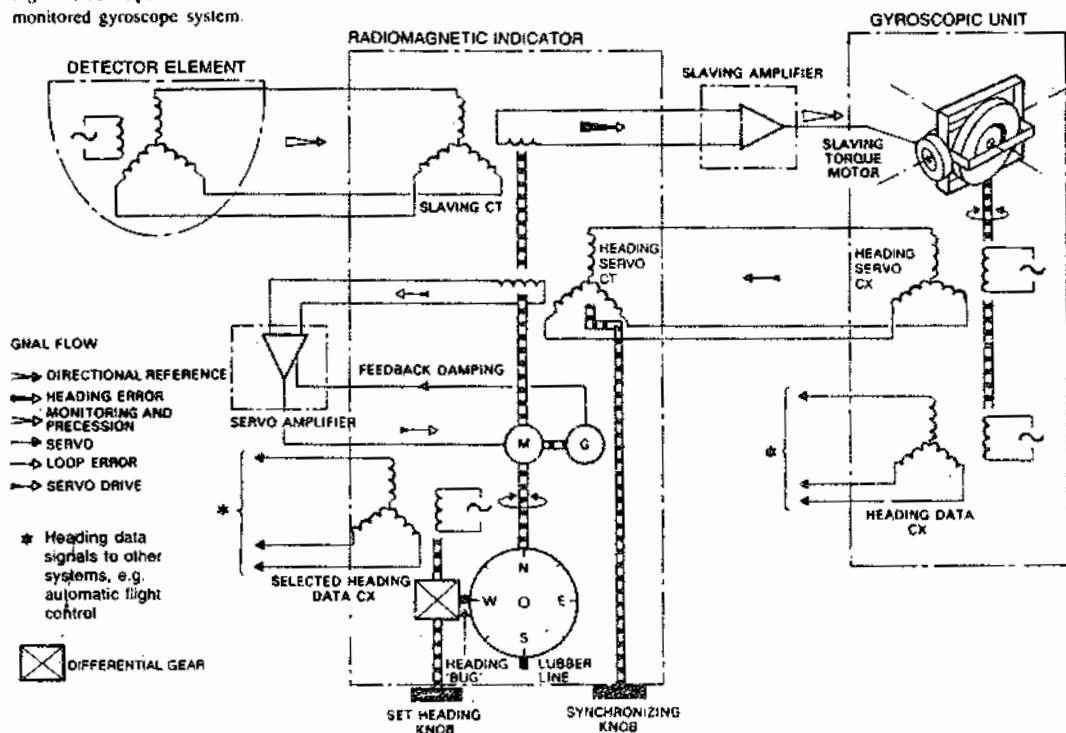 monitored gyroscope system.
GYROSCOPIC UNIT
RADIOMAGNETIC INDICATOR
DETECTOR ELEMENT
SLAVING AMPLIFIER
SLAVING
TORQUE
MOTOR
SLAVING CT
HEADING
SERVO
CT
HEADING
SERVO
CX
GNAL FLOW
DIRECTIONAL REFERENCE
HEADING ERROR
MONITORING AND
PRECESSION
SERVO
LOOP ERROR
SERVO DRIVE
FEEDBACK DAMPING
SERVO AMPLIFIER
M
G
*
*
HEADING DATA
CX
* Heading data
signals to other
systems, e.g.
automatic flight
control
SELECTED HEADING
DATA CX
N
W O E
S
DIFFERENTIAL GEAR
HEADING
'BUG'
LUBBER
LINE
SET HEADING
KNOB
SYNCHRONIZING
KNOB